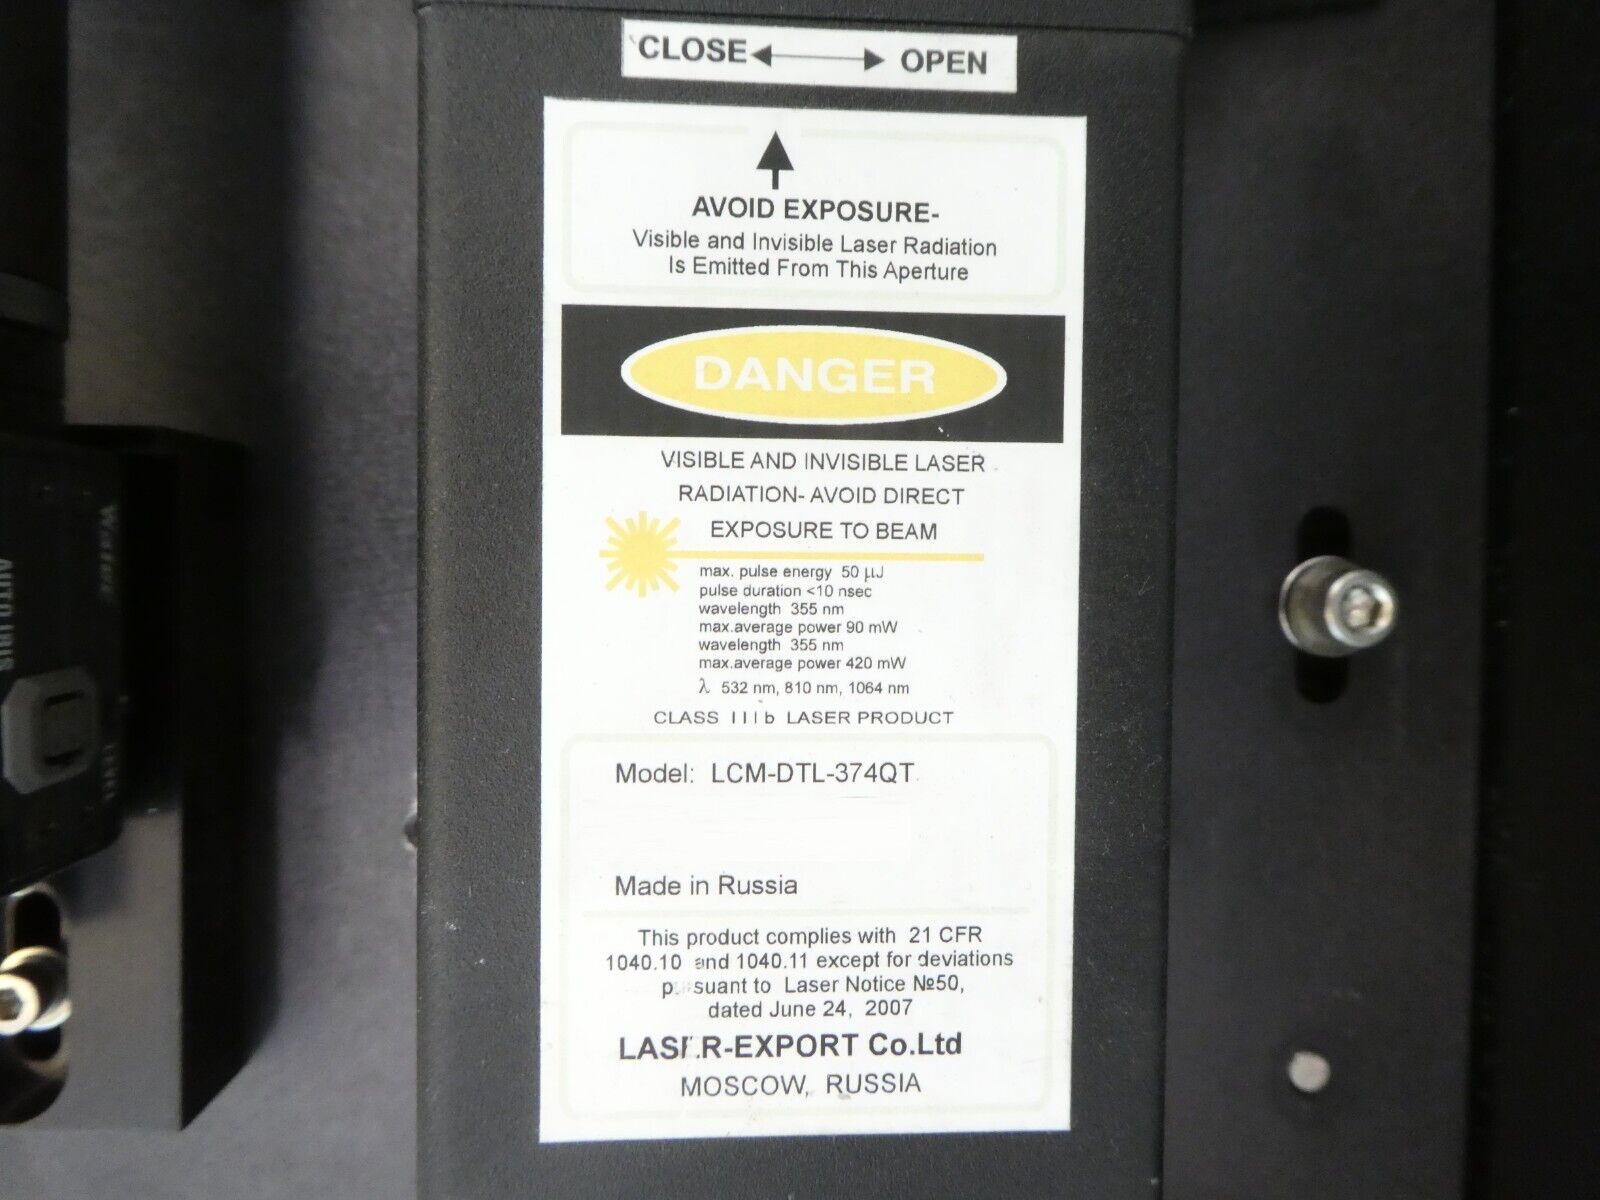 CLOSE OPEN
AVOID EXPOSURE-
Visible and Invisible Laser Radiation
Is Emitted From This Aperture
DANGER
VISIBLE AND INVISIBLE LASER
RADIATION- AVOID DIRECT
EXPOSURE TO BEAM
max. pulse energy 50 µJ
pulse duration <10 nsec
wavelength 355 nm
max.average power 90 mW
wavelength 355 nm
max.average power 420 mW
λ 532 nm, 810 nm, 1064 nm
CLASS IIIb LASER PRODUCT
Model: LCM-DTL-374QT
Made in Russia
This product complies with 21 CFR
1040.10 and 1040.11 except for deviations
pursuant to Laser Notice №50,
dated June 24, 2007
LASER-EXPORT Co.Ltd
MOSCOW, RUSSIA
AUTO IRIS